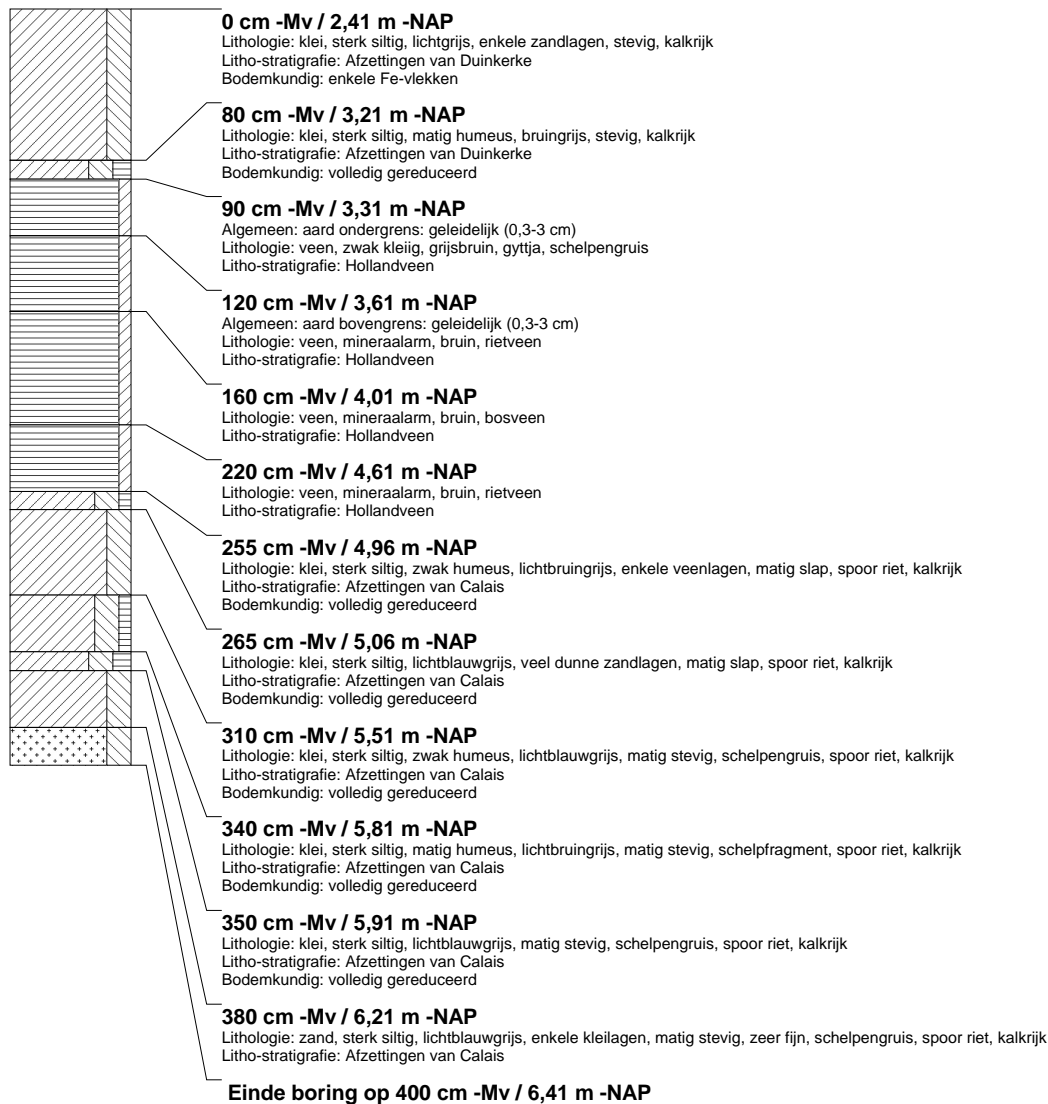 0 cm -Mv / 2,41 m -NAP
Lithologie: klei, sterk siltig, lichtgrijs, enkele zandlagen, stevig, kalkrijk
Litho-stratigrafie: Afzettingen van Duinkerke
Bodemkundig: enkele Fe-vlekken
80 cm -Mv / 3,21 m -NAP
Lithologie: klei, sterk siltig, matig humeus, bruingrijs, stevig, kalkrijk
Litho-stratigrafie: Afzettingen van Duinkerke
Bodemkundig: volledig gereduceerd
90 cm -Mv / 3,31 m -NAP
Algemeen: aard ondergrens: geleidelijk (0,3-3 cm)
Lithologie: veen, zwak kleiig, grijsbruin, gyttja, schelpengruis
Litho-stratigrafie: Hollandveen
120 cm -Mv / 3,61 m -NAP
Algemeen: aard bovengrens: geleidelijk (0,3-3 cm)
Lithologie: veen, mineraalarm, bruin, rietveen
Litho-stratigrafie: Hollandveen
160 cm -Mv / 4,01 m -NAP
Lithologie: veen, mineraalarm, bruin, bosveen
Litho-stratigrafie: Hollandveen
220 cm -Mv / 4,61 m -NAP
Lithologie: veen, mineraalarm, bruin, rietveen
Litho-stratigrafie: Hollandveen
255 cm -Mv / 4,96 m -NAP
Lithologie: klei, sterk siltig, zwak humeus, lichtbruingrijs, enkele veenlagen, matig slap, spoor riet, kalkrijk
Litho-stratigrafie: Afzettingen van Calais
Bodemkundig: volledig gereduceerd
265 cm -Mv / 5,06 m -NAP
Lithologie: klei, sterk siltig, lichtblauwgrijs, veel dunne zandlagen, matig slap, spoor riet, kalkrijk
Litho-stratigrafie: Afzettingen van Calais
Bodemkundig: volledig gereduceerd
310 cm -Mv / 5,51 m -NAP
Lithologie: klei, sterk siltig, zwak humeus, lichtblauwgrijs, matig stevig, schelpengruis, spoor riet, kalkrijk
Litho-stratigrafie: Afzettingen van Calais
Bodemkundig: volledig gereduceerd
340 cm -Mv / 5,81 m -NAP
Lithologie: klei, sterk siltig, matig humeus, lichtbruingrijs, matig stevig, schelpfragment, spoor riet, kalkrijk
Litho-stratigrafie: Afzettingen van Calais
Bodemkundig: volledig gereduceerd
350 cm -Mv / 5,91 m -NAP
Lithologie: klei, sterk siltig, lichtblauwgrijs, matig stevig, schelpengruis, spoor riet, kalkrijk
Litho-stratigrafie: Afzettingen van Calais
Bodemkundig: volledig gereduceerd
380 cm -Mv / 6,21 m -NAP
Lithologie: zand, sterk siltig, lichtblauwgrijs, enkele kleilagen, matig stevig, zeer fijn, schelpengruis, spoor riet, kalkrijk
Litho-stratigrafie: Afzettingen van Calais
Einde boring op 400 cm -Mv / 6,41 m -NAP